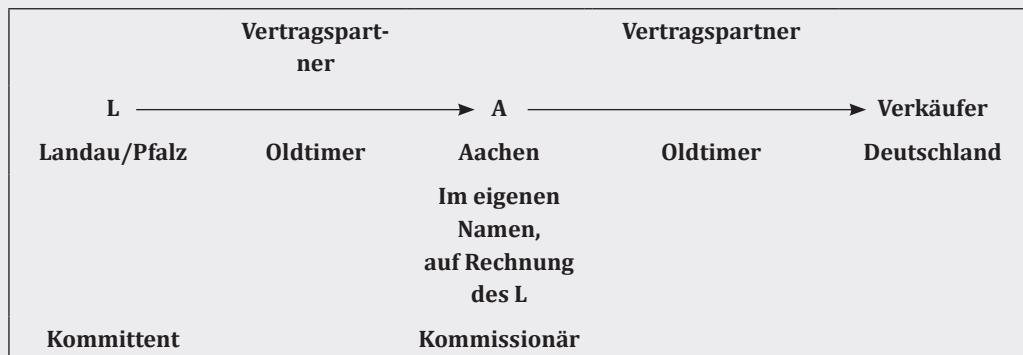 Vertragspart-
ner
Vertragspartner
L A Verkäufer
Landau/Pfalz Oldtimer Aachen Oldtimer Deutschland
Im eigenen
Namen,
auf Rechnung
des L
Kommittent Kommissionär